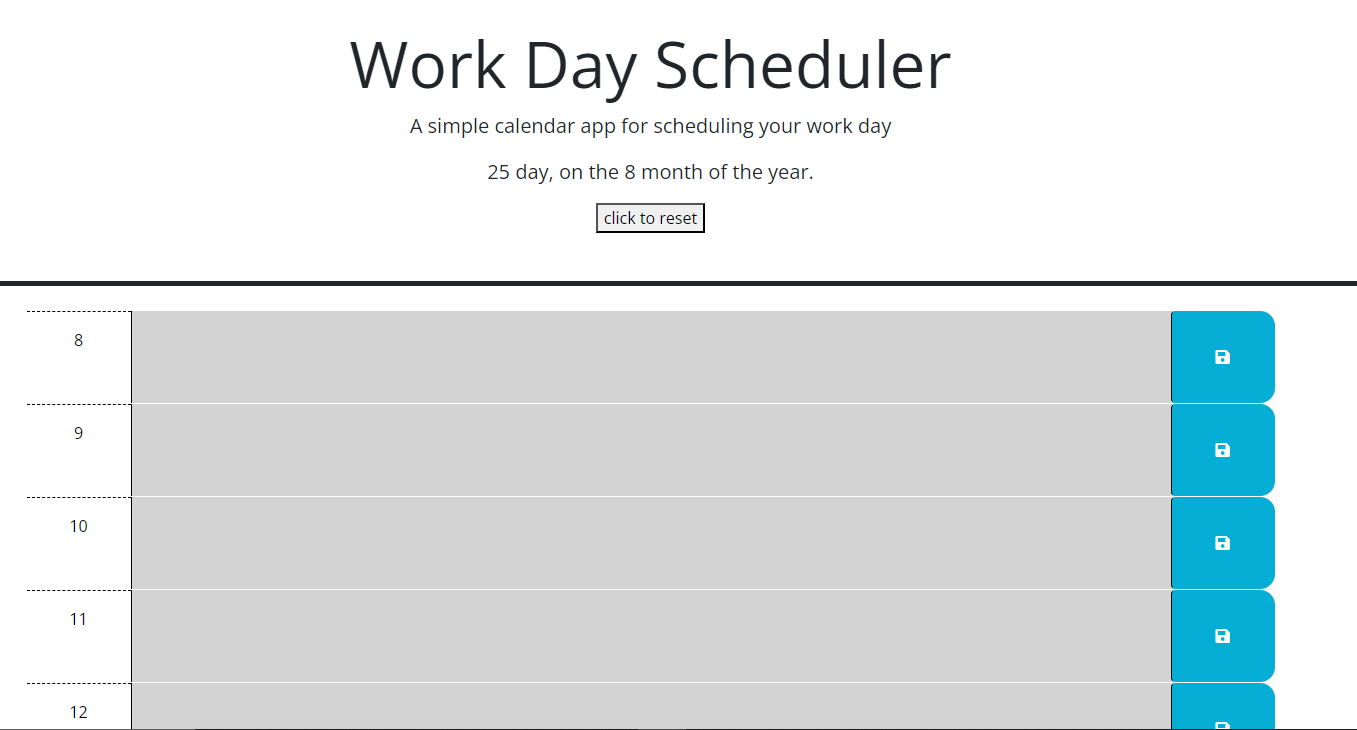 Work Day Scheduler
A simple calendar app for scheduling your work day
25 day, on the 8 month of the year.
click to reset
8
9
10
11
12